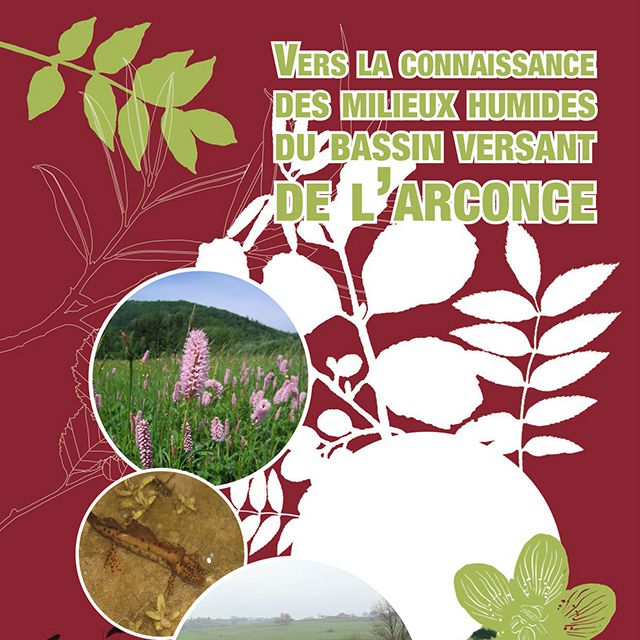 VERS LA CONNAISSANCE
DES MILIEUX HUMIDES
DU BASSIN VERSANT
DE L'ARCONCE